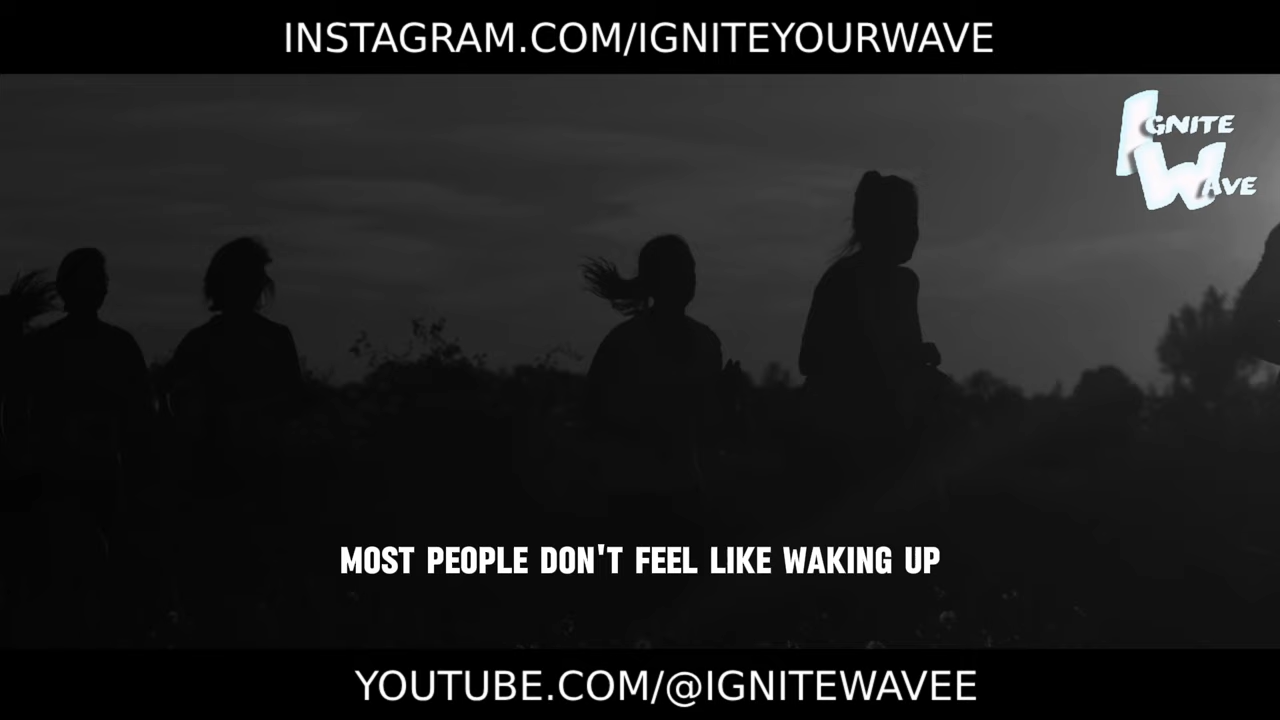 INSTAGRAM.COM/IGNITEYOURWAVE
IGNITE
WAVE
MOST PEOPLE DON'T FEEL LIKE WAKING UP
YOUTUBE.COM/@IGNITEWAVEE